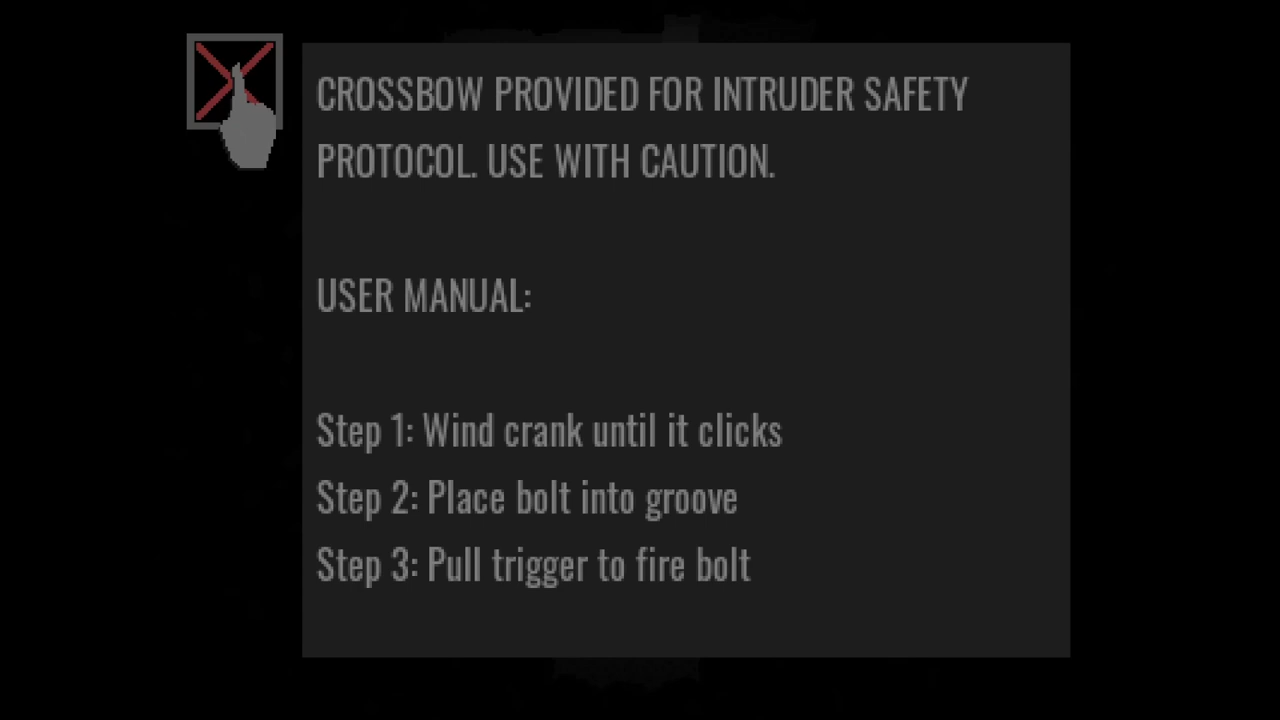 CROSSBOW PROVIDED FOR INTRUDER SAFETY
PROTOCOL. USE WITH CAUTION.
USER MANUAL:
Step 1: Wind crank until it clicks
Step 2: Place bolt into groove
Step 3: Pull trigger to fire bolt